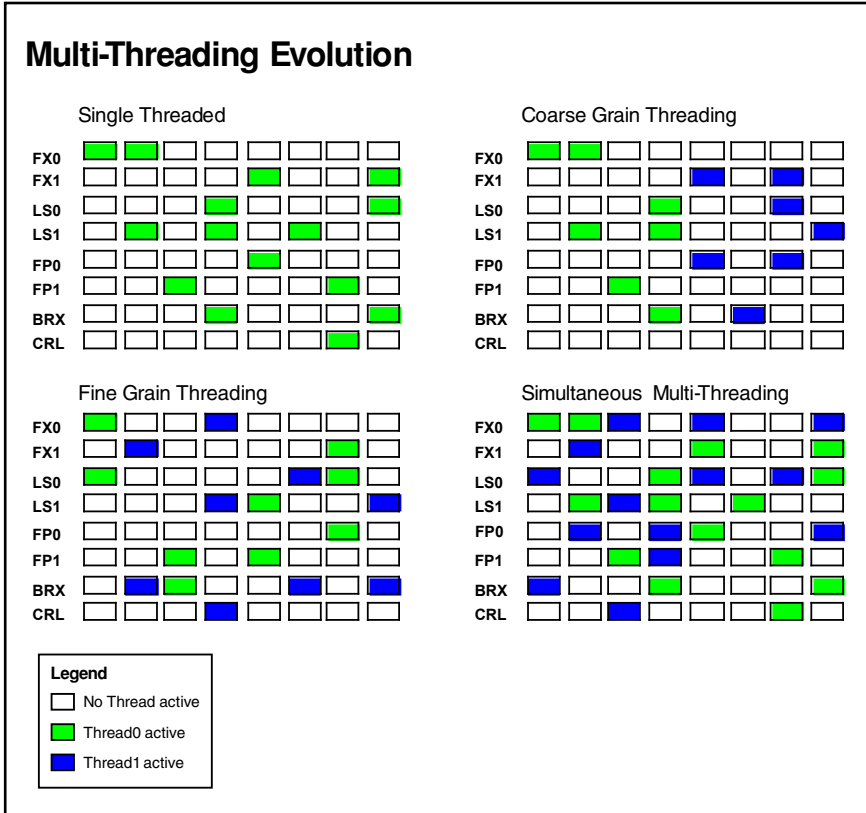 Multi-Threading Evolution
Single Threaded
FX0
FX1
LS0
LS1
FP0
FP1
BRX
CRL
Coarse Grain Threading
FX0
FX1
LS0
LS1
FP0
FP1
BRX
CRL
Fine Grain Threading
FX0
FX1
LS0
LS1
FP0
FP1
BRX
CRL
Simultaneous Multi-Threading
FX0
FX1
LS0
LS1
FP0
FP1
BRX
CRL
Legend
No Thread active
Thread0 active
Thread1 active